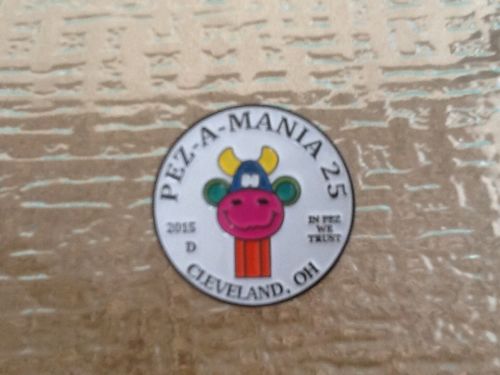 PEZ-A-MANIA 25
2015
D
IN PEZ
WE
TRUST
CLEVELAND, OH